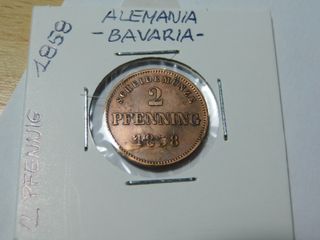 ALEMANIA
-BAVARIA-
1858
SCHEIDEMÜNZE
2
PFENNING
1858
2 PFENNIG